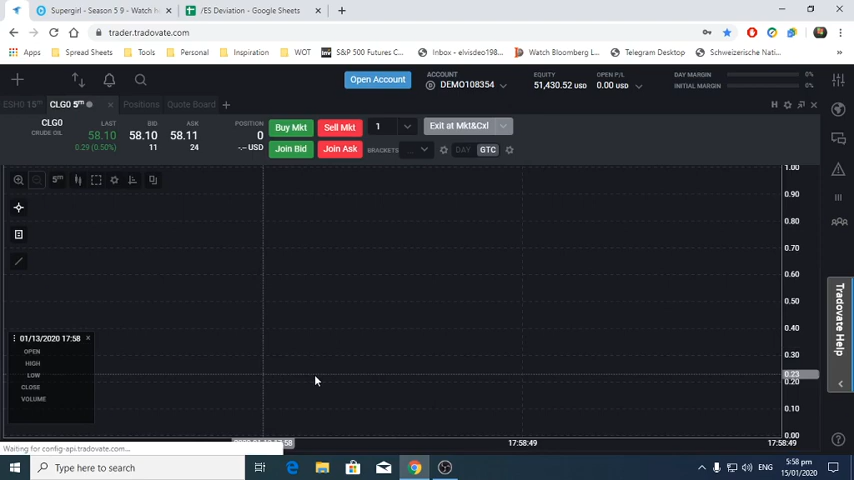 Supergirl - Season 5 9 - Watch h
/ES Deviation - Google Sheets
trader.tradovate.com
Apps
Spread Sheets
Tools
Personal
Inspiration
WOT
Inv
S&P 500 Futures C...
Inbox - elvisdeo198...
Watch Bloomberg L...
Telegram Desktop
Schweizerische Nati...
Open Account
ACCOUNT
DEMO108354
EQUITY
51,430.52 USD
OPEN P/L
0.00 USD
DAY MARGIN
0%
INITIAL MARGIN
0%
ESH0 15m
CLG0 5m
Positions
Quote Board
H
CLG0
CRUDE OIL
LAST
58.10
0.29 (0.50%)
BID
58.10
11
ASK
58.11
24
POSITION
0
-.-- USD
Buy Mkt
Sell Mkt
1
Exit at Mkt&Cxl
Join Bid
Join Ask
BRACKETS
...
DAY
GTC
5m
1.00
0.90
0.80
0.70
0.60
0.50
0.40
0.30
0.23
0.20
0.10
0.00
01/13/2020 17:58
OPEN
HIGH
LOW
CLOSE
VOLUME
17:58:49
17:58:49
Tradovate Help
Waiting for config-api.tradovate.com...
Type here to search
ENG
5:58 pm
15/01/2020